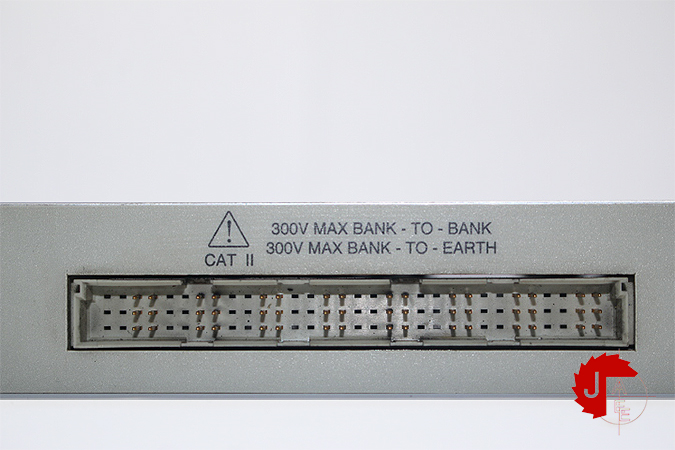 300V MAX BANK - TO - BANK
300V MAX BANK - TO - EARTH
CAT II
J